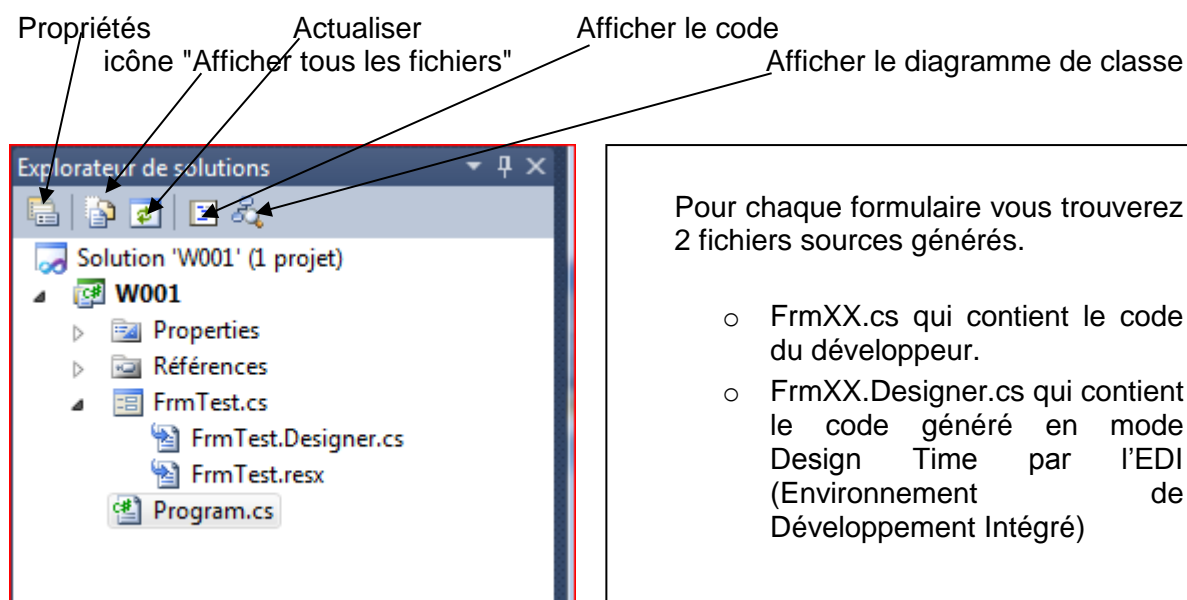 Propriétés Actualiser Afficher le code
icône "Afficher tous les fichiers" Afficher le diagramme de classe
Explorateur de solutions
Solution 'W001' (1 projet)
W001
Properties
Références
FrmTest.cs
FrmTest.Designer.cs
FrmTest.resx
Program.cs
Pour chaque formulaire vous trouverez
2 fichiers sources générés.
o FrmXX.cs qui contient le code
du développeur.
o FrmXX.Designer.cs qui contient
le code généré en mode
Design Time par l’EDI
(Environnement de
Développement Intégré)